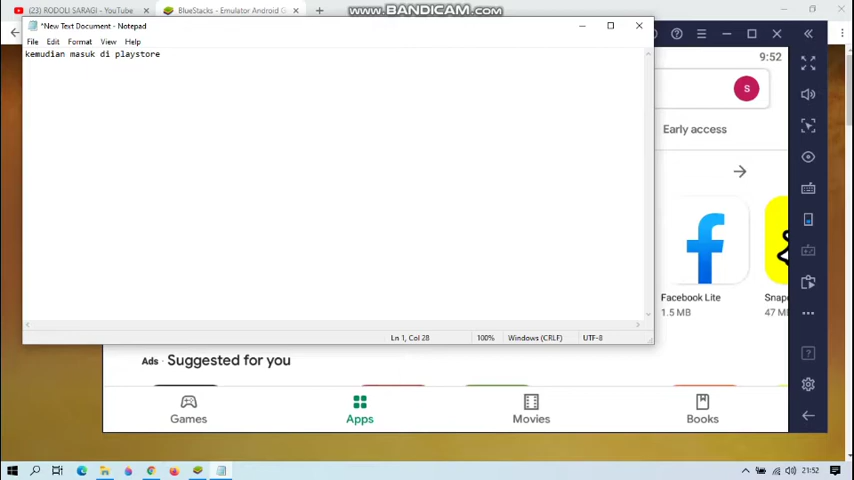 (23) RODOLI SARAGI - YouTube
BlueStacks - Emulator Android G
www.BANDICAM.com
*New Text Document - Notepad
File Edit Format View Help
kemudian masuk di playstore
9:52
S
Early access
Facebook Lite
1.5 MB
Snap
47 M
Ln 1, Col 28
100%
Windows (CRLF)
UTF-8
Ads · Suggested for you
Games
Apps
Movies
Books
21:52